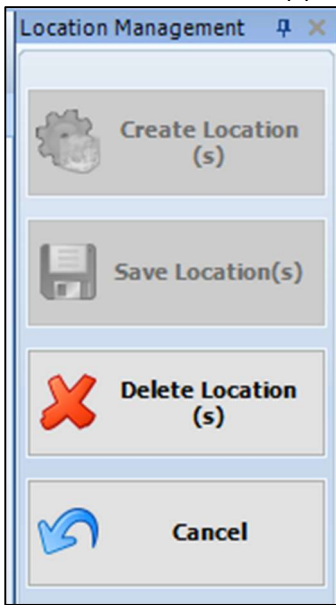 Location Management
Create Location
(s)
Save Location(s)
Delete Location
(s)
Cancel